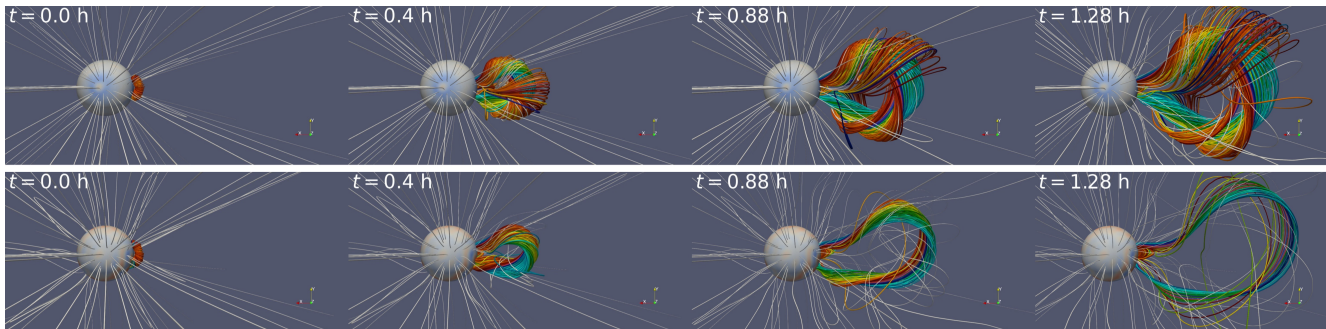 t = 0.0 h
t = 0.4 h
t = 0.88 h
t = 1.28 h
t = 0.0 h
t = 0.4 h
t = 0.88 h
t = 1.28 h